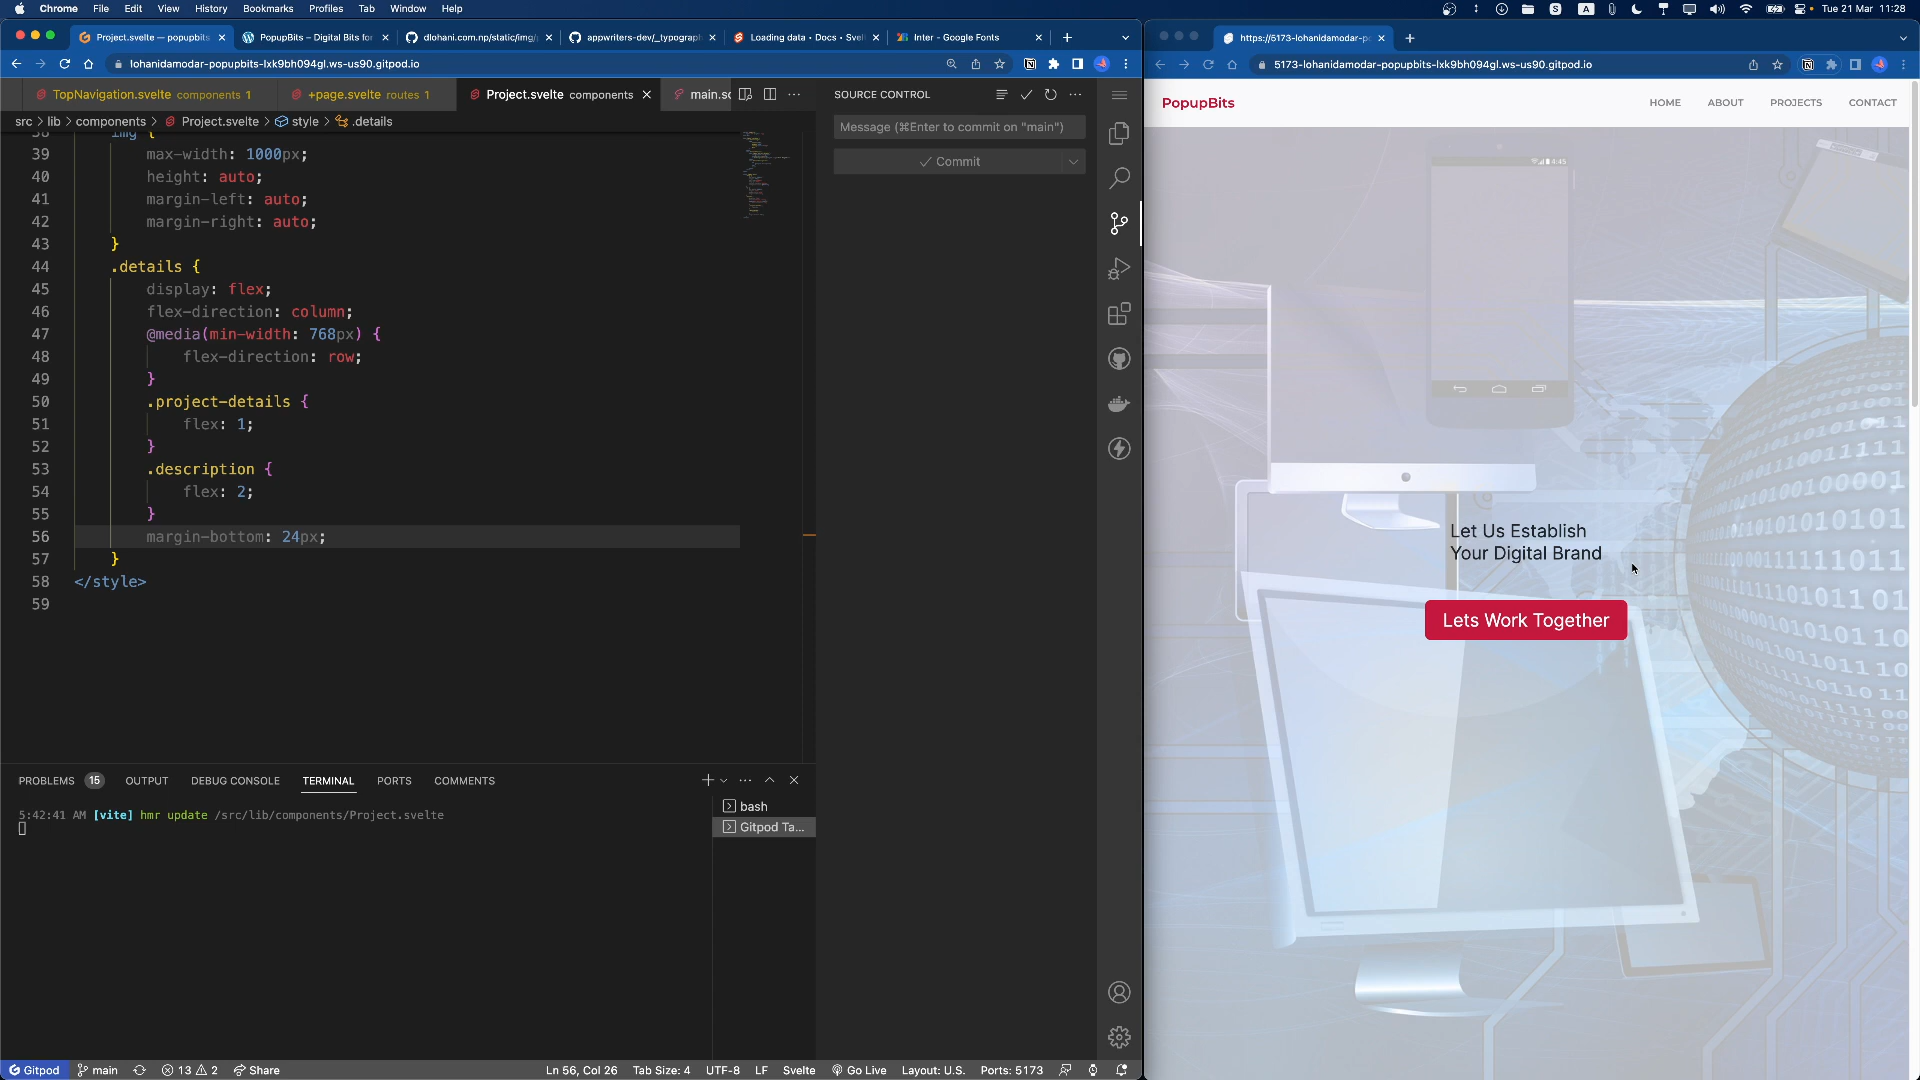 Chrome File Edit View History Bookmarks Profiles Tab Window Help
Tue 21 Mar 11:28
Project.svelte — popupbits
PopupBits – Digital Bits for
dlohani.com.np/static/img/
appwriters-dev/_typograph
Loading data • Docs • Svel
Inter - Google Fonts
lohanidamodar-popupbits-lxk9bh094gl.ws-us90.gitpod.io
TopNavigation.svelte components 1
+page.svelte routes 1
Project.svelte components
main.sc
src > lib > components > Project.svelte > style > .details
38 img {
39 max-width: 1000px;
40 height: auto;
41 margin-left: auto;
42 margin-right: auto;
43 }
44 .details {
45 display: flex;
46 flex-direction: column;
47 @media(min-width: 768px) {
48 flex-direction: row;
49 }
50 .project-details {
51 flex: 1;
52 }
53 .description {
54 flex: 2;
55 }
56 margin-bottom: 24px;
57 }
58 </style>
59
PROBLEMS 15 OUTPUT DEBUG CONSOLE TERMINAL PORTS COMMENTS
5:42:41 AM [vite] hmr update /src/lib/components/Project.svelte
bash
Gitpod Ta...
SOURCE CONTROL
Message (⌘Enter to commit on "main")
Commit
Gitpod main 13 2 Share
Ln 56, Col 26 Tab Size: 4 UTF-8 LF Svelte Go Live Layout: U.S. Ports: 5173
https://5173-lohanidamodar-po
5173-lohanidamodar-popupbits-lxk9bh094gl.ws-us90.gitpod.io
PopupBits
HOME ABOUT PROJECTS CONTACT
4:45
Let Us Establish
Your Digital Brand
Lets Work Together